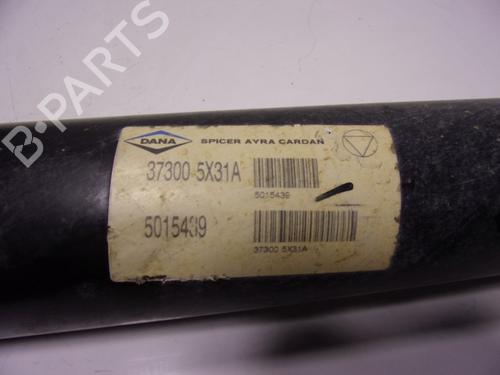 B-PARTS
DANA
SPICER AYRA CARDAN
37300 5X31A
5015439
5015439
37300 5X31A